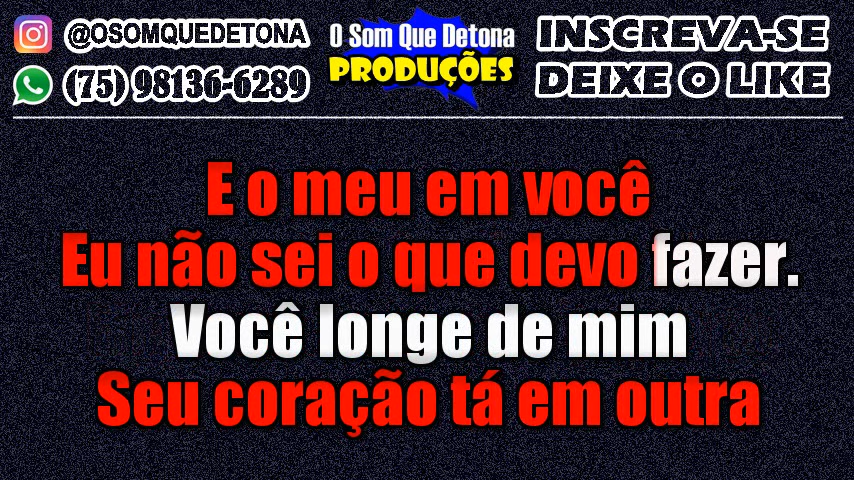 @OSOMQUEDETONA
(75) 98136-6289
O Som Que Detona
PRODUÇÕES
INSCREVA-SE
DEIXE O LIKE
E o meu em você
Eu não sei o que devo fazer.
Você longe de mim
Seu coração tá em outra